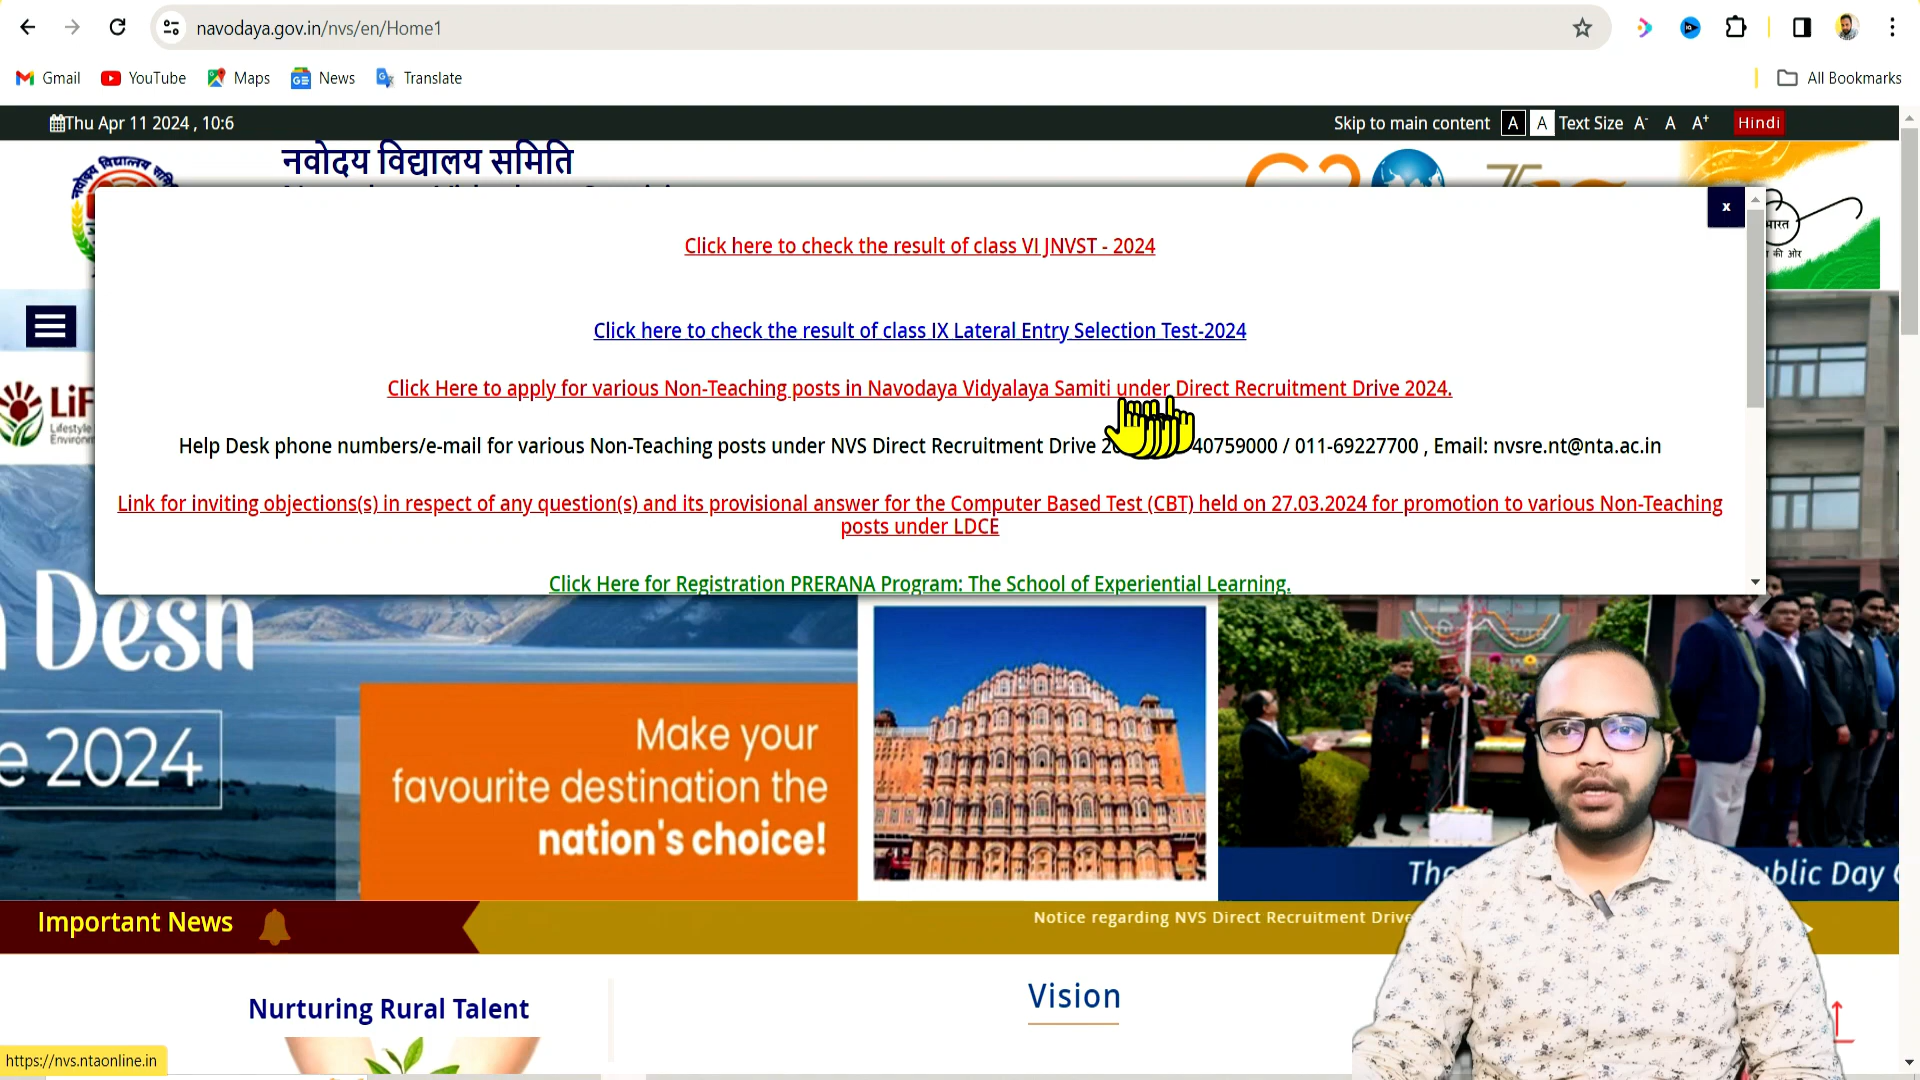 navodaya.gov.in/nvs/en/Home1
Gmail YouTube Maps News Translate All Bookmarks
Thu Apr 11 2024 , 10:6 Skip to main content A A Text Size A- A A+ Hindi
नवोदय विद्यालय समिति
x
Click here to check the result of class VI JNVST - 2024
Click here to check the result of class IX Lateral Entry Selection Test-2024
Click Here to apply for various Non-Teaching posts in Navodaya Vidyalaya Samiti under Direct Recruitment Drive 2024.
Help Desk phone numbers/e-mail for various Non-Teaching posts under NVS Direct Recruitment Drive 40759000 / 011-69227700 , Email: nvsre.nt@nta.ac.in
Link for inviting objections(s) in respect of any question(s) and its provisional answer for the Computer Based Test (CBT) held on 27.03.2024 for promotion to various Non-Teaching
posts under LDCE
Click Here for Registration PRERANA Program: The School of Experiential Learning.
की ओर
Desh
e 2024
Make your
favourite destination the
nation's choice!
Day
Important News
Notice regarding NVS Direct Recruitment Drive
Nurturing Rural Talent
Vision
https://nvs.ntaonline.in